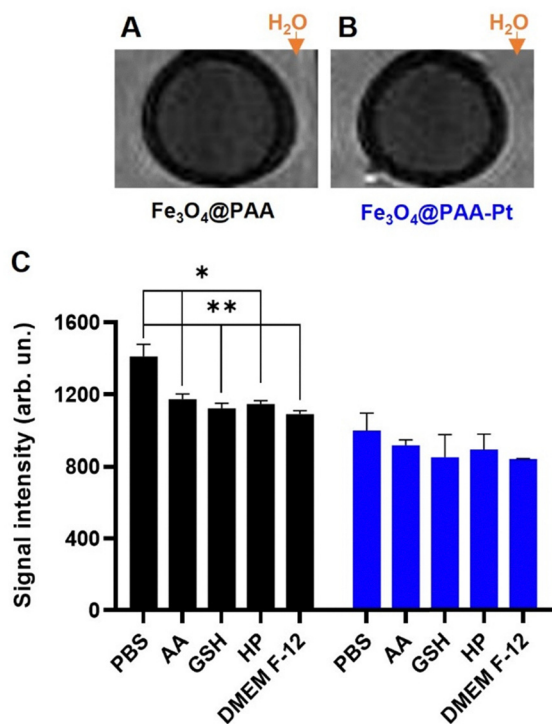 A
H₂O
B
H₂O
Fe₃O₄@PAA
Fe₃O₄@PAA-Pt
C
*
**
Signal intensity (arb. un.)
1600
1200
800
400
0
PBS
AA
GSH
HP
DMEM F-12
PBS
AA
GSH
HP
DMEM F-12